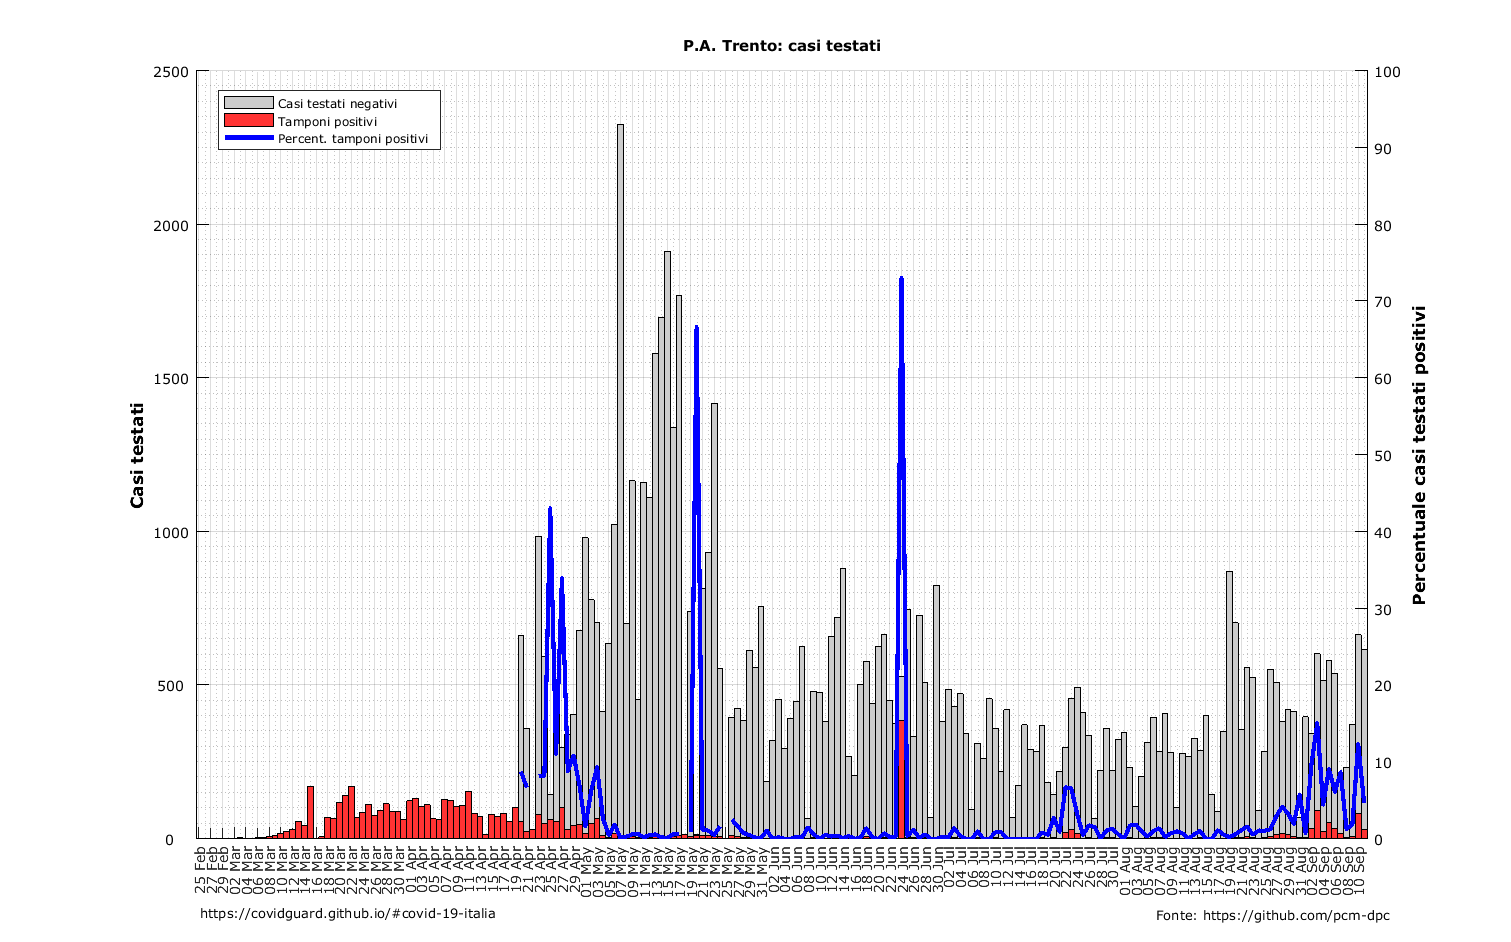 P.A. Trento: casi testati
Casi testati negativi
Tamponi positivi
Percent. tamponi positivi
Casi testati
2500
2000
1500
1000
500
0
Percentuale casi testati positivi
100
90
80
70
60
50
40
30
20
10
0
25 Feb
27 Feb
29 Feb
02 Mar
04 Mar
06 Mar
08 Mar
10 Mar
12 Mar
14 Mar
16 Mar
18 Mar
20 Mar
22 Mar
24 Mar
26 Mar
28 Mar
30 Mar
01 Apr
03 Apr
05 Apr
07 Apr
09 Apr
11 Apr
13 Apr
15 Apr
17 Apr
19 Apr
21 Apr
23 Apr
25 Apr
27 Apr
29 Apr
01 May
03 May
05 May
07 May
09 May
11 May
13 May
15 May
17 May
19 May
21 May
23 May
25 May
27 May
29 May
31 May
02 Jun
04 Jun
06 Jun
08 Jun
10 Jun
12 Jun
14 Jun
16 Jun
18 Jun
20 Jun
22 Jun
24 Jun
26 Jun
28 Jun
30 Jun
02 Jul
04 Jul
06 Jul
08 Jul
10 Jul
12 Jul
14 Jul
16 Jul
18 Jul
20 Jul
22 Jul
24 Jul
26 Jul
28 Jul
30 Jul
01 Aug
03 Aug
05 Aug
07 Aug
09 Aug
11 Aug
13 Aug
15 Aug
17 Aug
19 Aug
21 Aug
23 Aug
25 Aug
27 Aug
29 Aug
31 Aug
02 Sep
04 Sep
06 Sep
08 Sep
10 Sep
https://covidguard.github.io/#covid-19-italia
Fonte: https://github.com/pcm-dpc